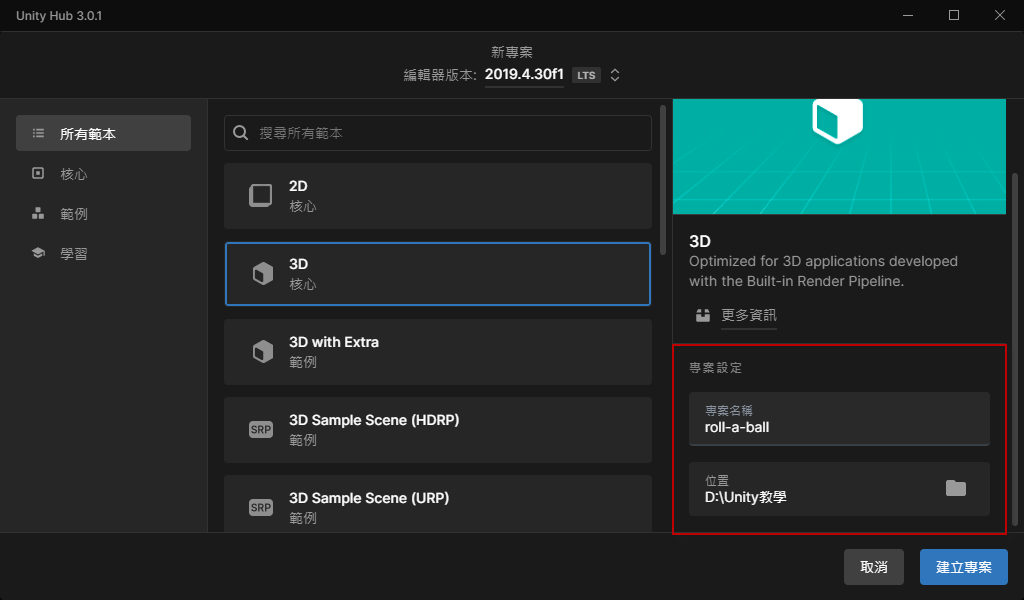 Unity Hub 3.0.1
新專案
編輯器版本: 2019.4.30f1 LTS
所有範本
核心
範例
學習
搜尋所有範本
2D
核心
3D
核心
3D with Extra
範例
SRP
3D Sample Scene (HDRP)
範例
SRP
3D Sample Scene (URP)
範例
3D
Optimized for 3D applications developed
with the Built-in Render Pipeline.
更多資訊
專案設定
專案名稱
roll-a-ball
位置
D:\Unity教學
取消
建立專案